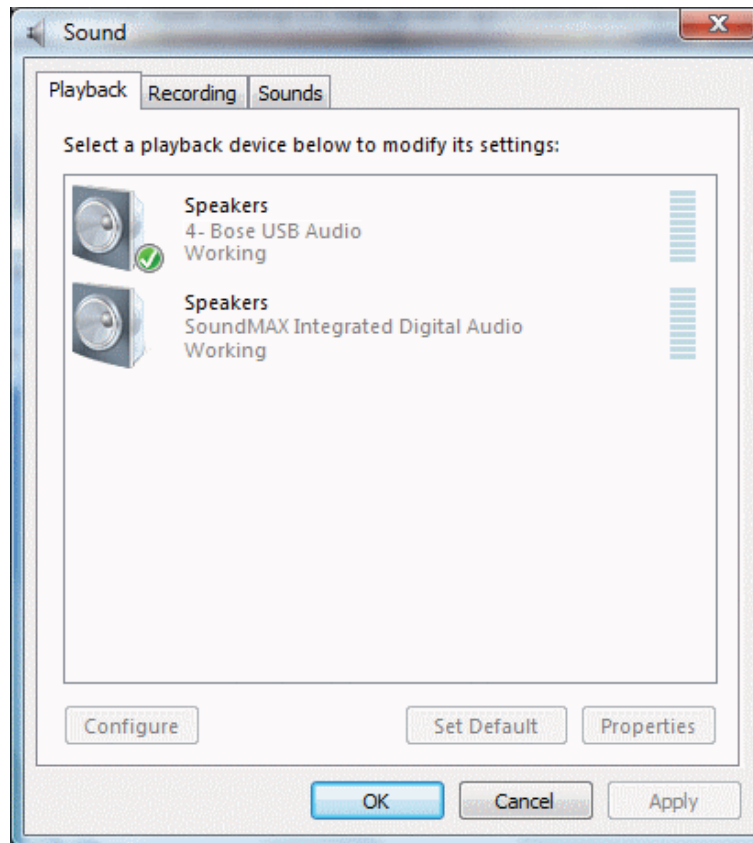 Sound
X
Playback Recording Sounds
Select a playback device below to modify its settings:
Speakers
4- Bose USB Audio
Working
Speakers
SoundMAX Integrated Digital Audio
Working
Configure Set Default Properties
OK Cancel Apply